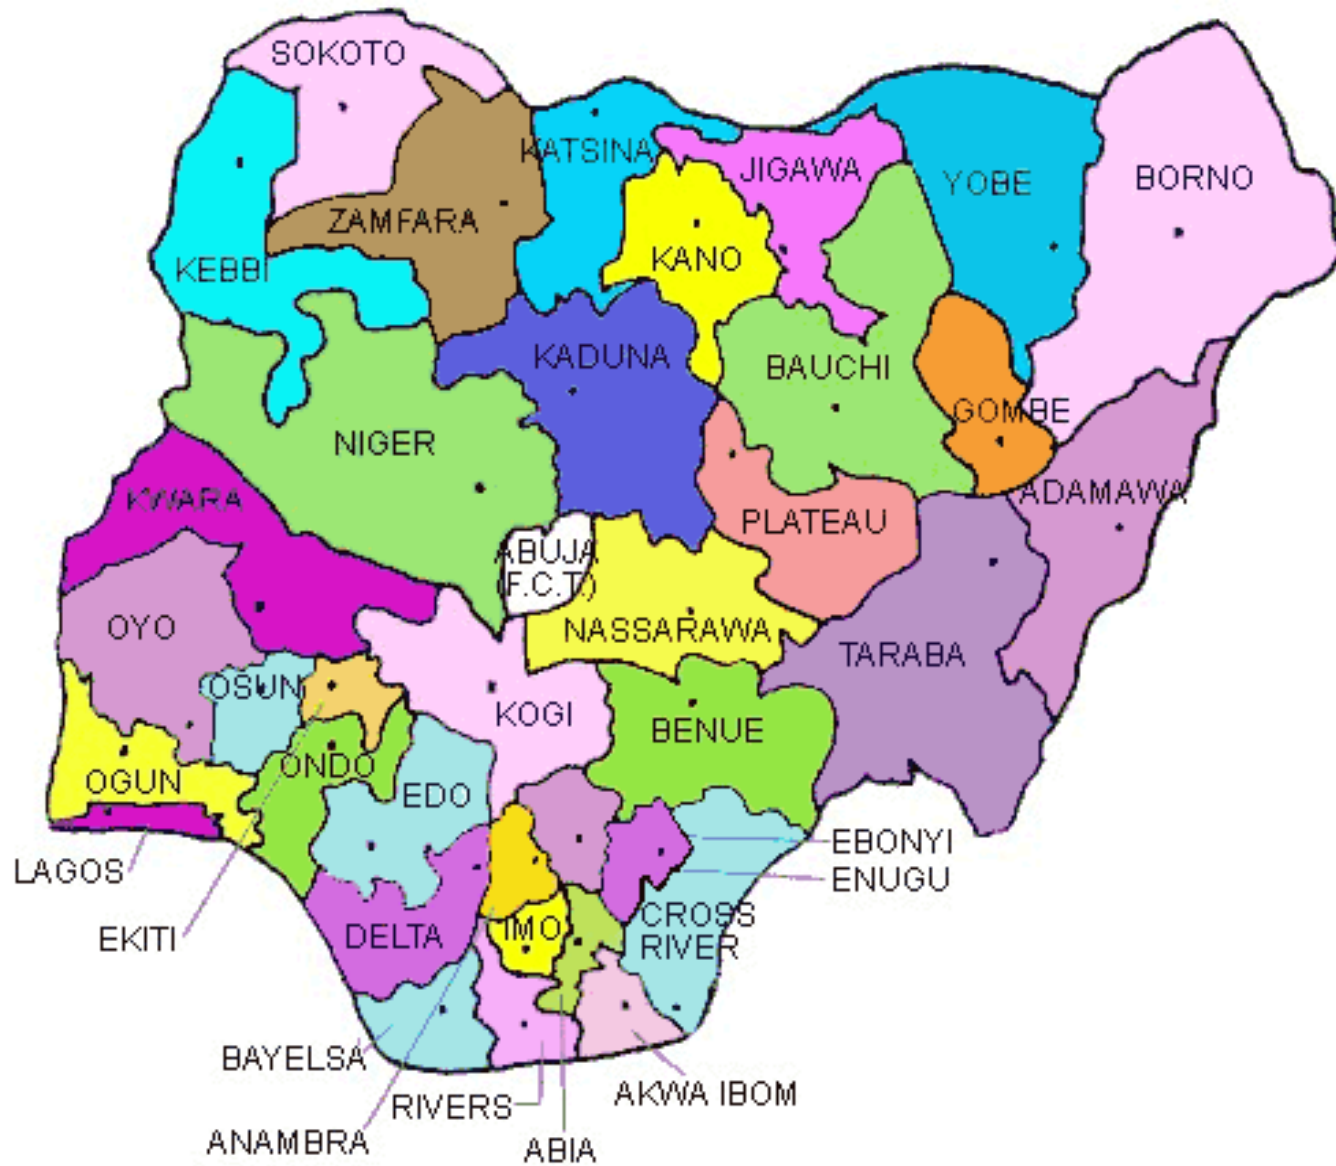 SOKOTO
KATSINA
JIGAWA
YOBE
BORNO
ZAMFARA
KANO
KEBBI
KADUNA
BAUCHI
GOMBE
NIGER
ADAMAWA
KWARA
PLATEAU
ABUJA
(F.C.T.)
NASSARAWA
OYO
TARABA
OSUN
KOGI
BENUE
OGUN
ONDO
EDO
EBONYI
LAGOS
ENUGU
CROSS
RIVER
EKITI
DELTA
IMO
BAYELSA
AKWA IBOM
RIVERS
ANAMBRA
ABIA